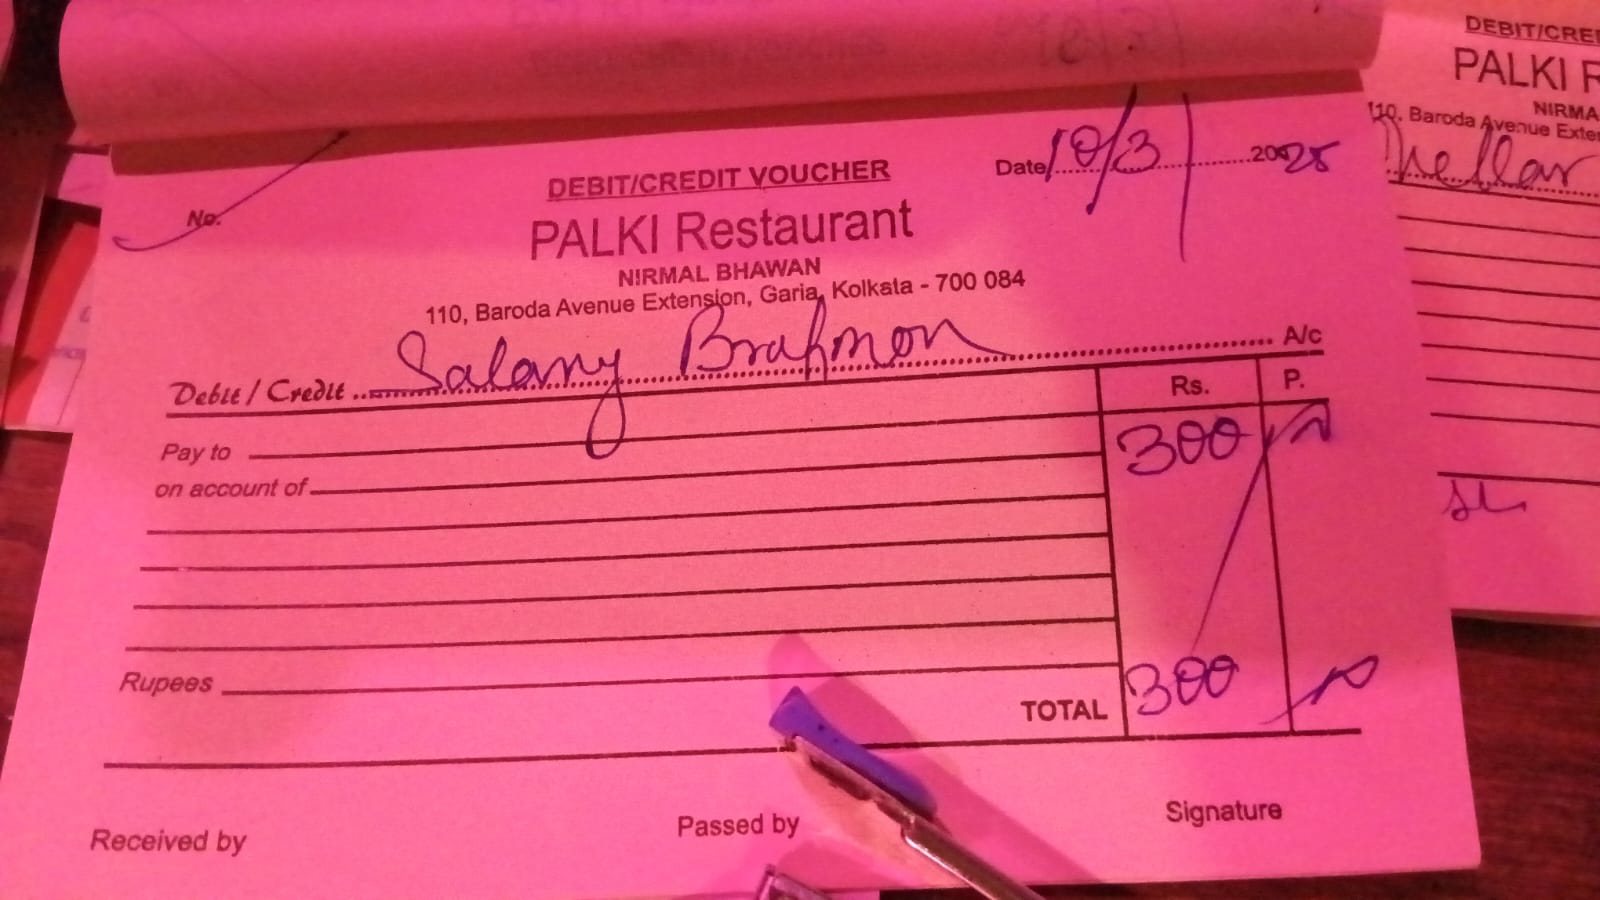 DEBIT/CREDIT VOUCHER
No.
Date 10/3/ 2025
PALKI Restaurant
NIRMAL BHAWAN
110, Baroda Avenue Extension, Garia, Kolkata - 700 084
Debit / Credit Salary Brahmon A/c
Rs. P.
Pay to 300/-
on account of
Rupees
TOTAL 300/-
Received by
Passed by
Signature
DEBIT/CRE
PALKI R
NIRMA
110, Baroda Avenue Exte